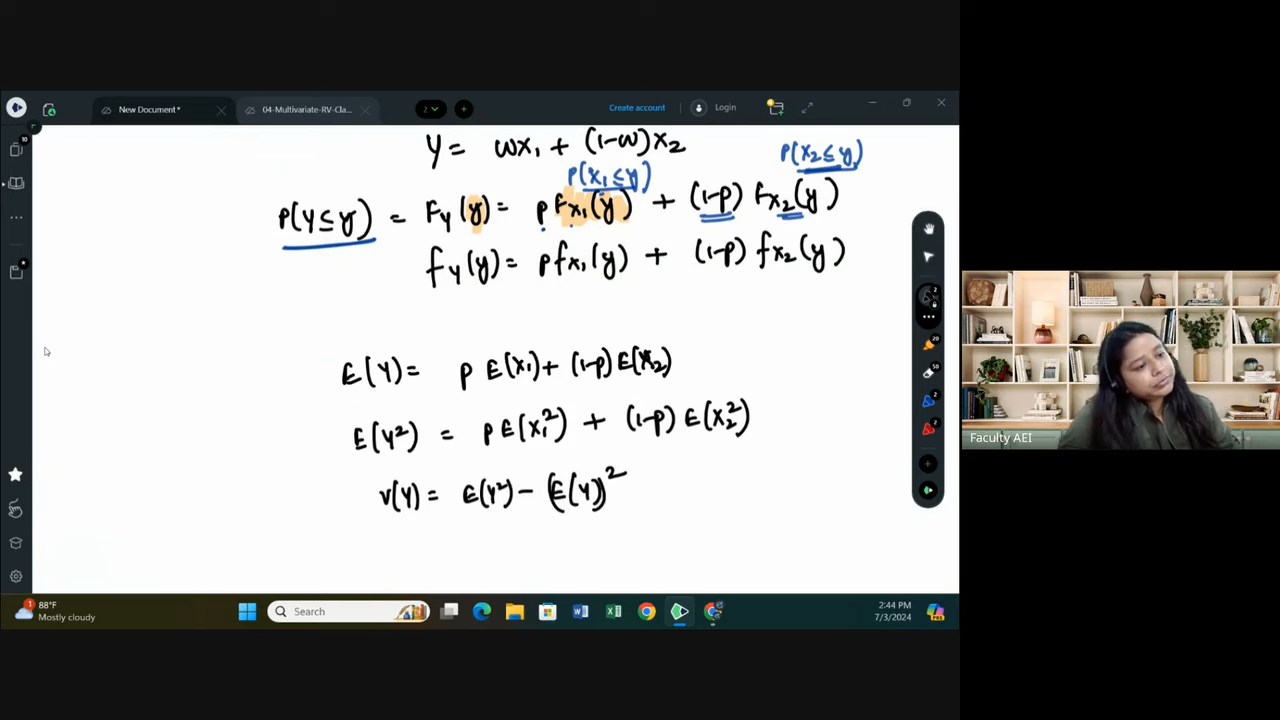 New Document*
04-Multivariate-RV-Cla...
2
Create account
Login
Y = ωx₁ + (1-ω)x₂
P(x₁≤y)
P(x₂≤y)
P(Y≤y) = F_Y(y) = p F_x₁(y) + (1-p) F_x₂(y)
f_Y(y) = p f_x₁(y) + (1-p) f_x₂(y)
E(Y) = p E(x₁) + (1-p) E(x₂)
E(Y²) = p E(x₁²) + (1-p) E(x₂²)
V(Y) = E(Y²) - (E(Y))²
Faculty AEI
88°F
Mostly cloudy
Search
2:44 PM
7/3/2024